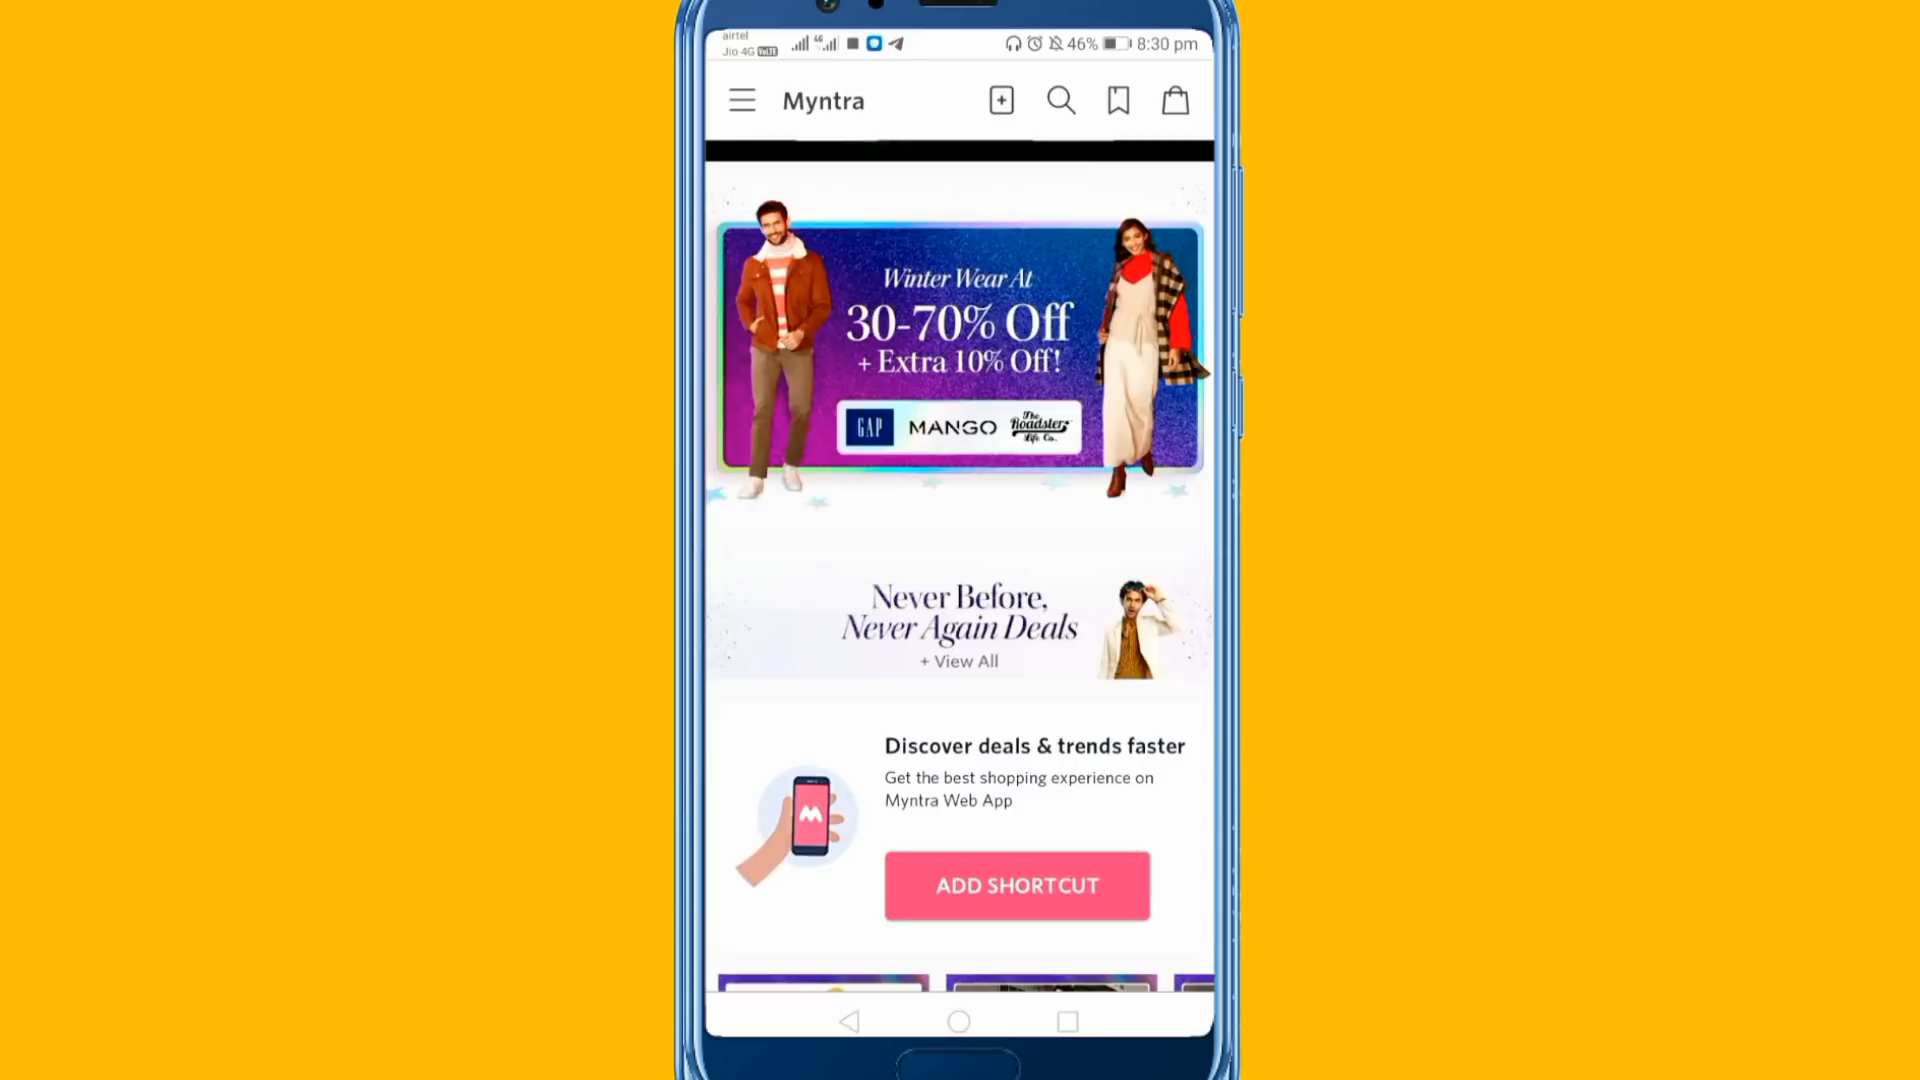 airtel
Jio 4G VoLTE
4G
46%
8:30 pm
Myntra
Winter Wear At
30-70% Off
+ Extra 10% Off!
GAP
MANGO
The
Roadster
Life Co.
Never Before,
Never Again Deals
+ View All
Discover deals & trends faster
Get the best shopping experience on
Myntra Web App
ADD SHORTCUT